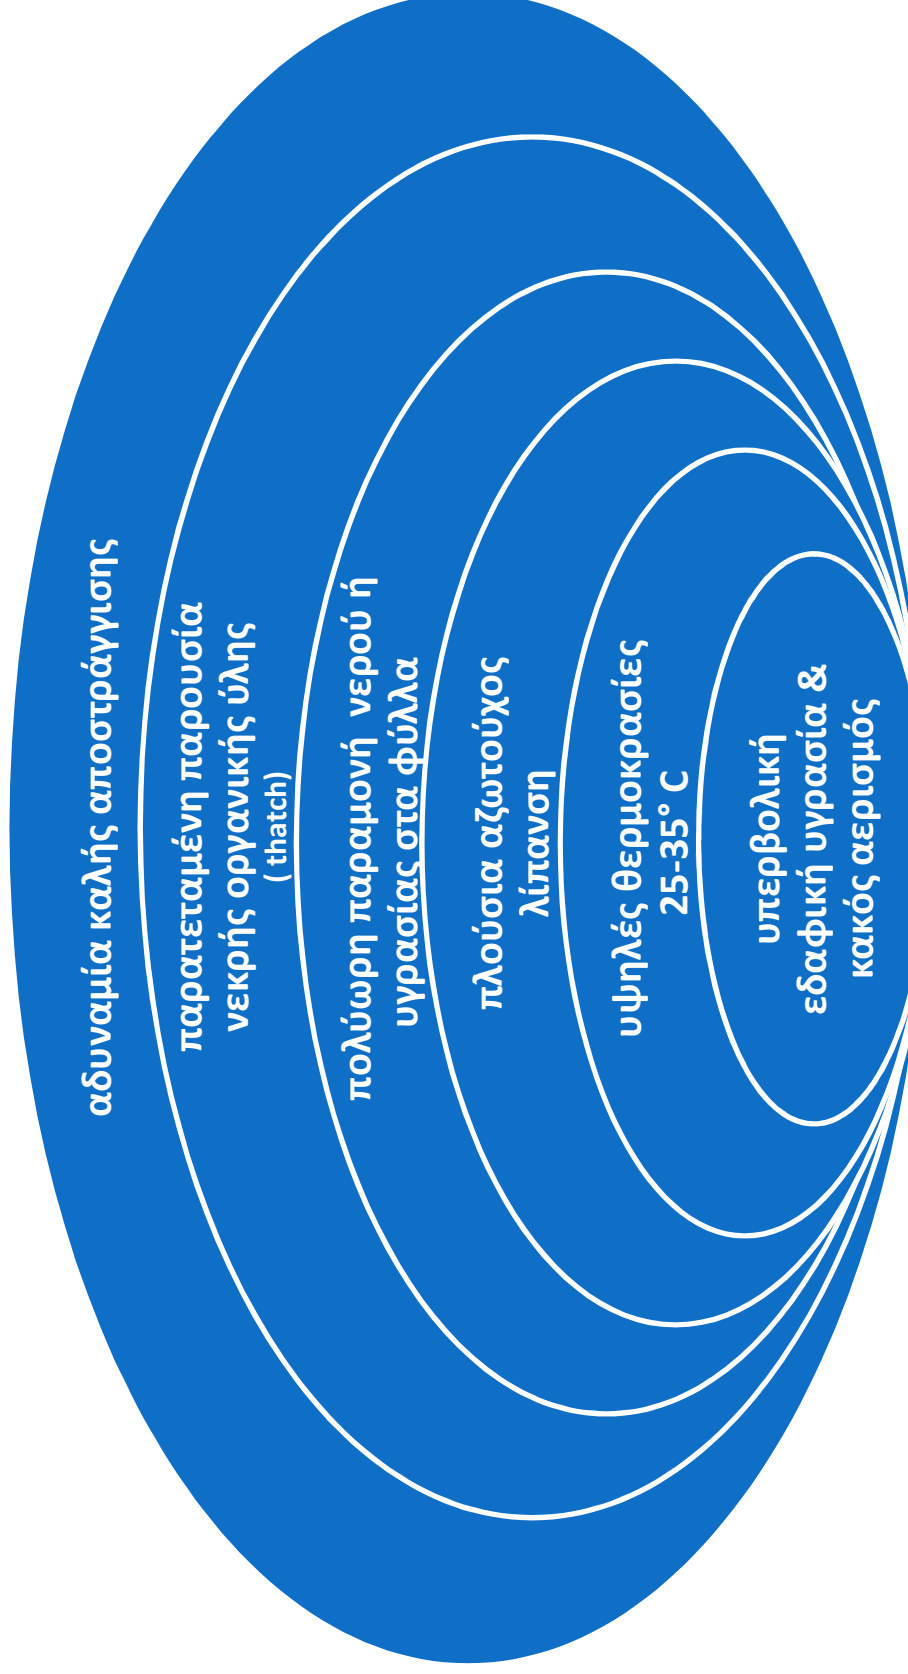 αδυναμία καλής αποστράγγισης
παρατεταμένη παρουσία
νεκρής οργανικής ύλης
( thatch)
πολύωρη παραμονή νερού ή
υγρασίας στα φύλλα
πλούσια αζωτούχος
λίπανση
υψηλές θερμοκρασίες
25-35° C
υπερβολική
εδαφική υγρασία &
κακός αερισμός